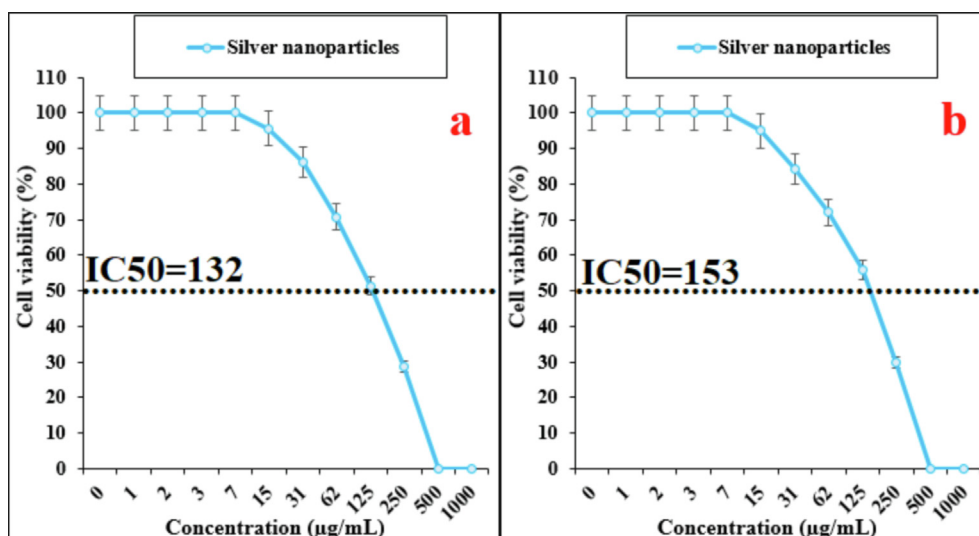 Silver nanoparticles
110
100
90
80
70
60
50
40
30
20
10
0
Cell viability (%)
a
IC50=132
0 1 2 3 7 15 31 62 125 250 500 1000
Concentration (µg/mL)
Silver nanoparticles
110
100
90
80
70
60
50
40
30
20
10
0
Cell viability (%)
b
IC50=153
0 1 2 3 7 15 31 62 125 250 500 1000
Concentration (µg/mL)